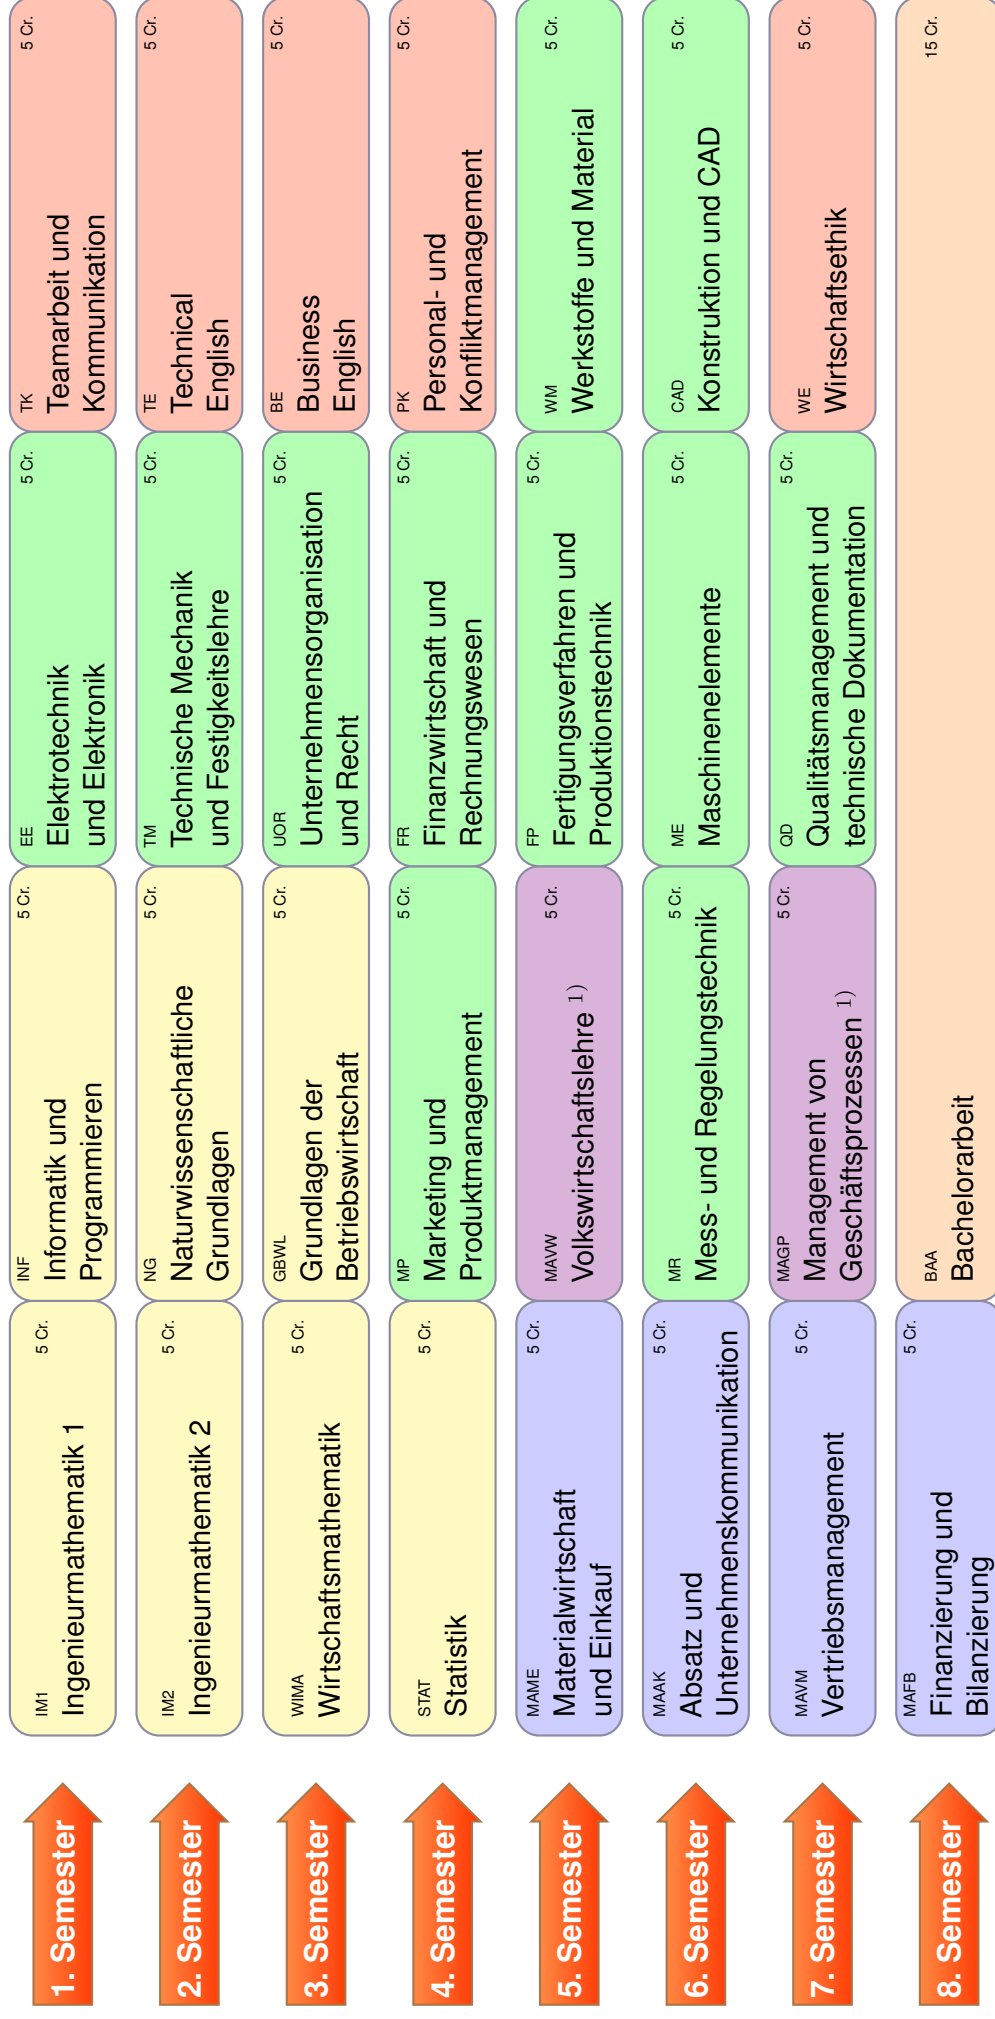 1. Semester
IM1
5 Cr.
Ingenieurmathematik 1
INF
5 Cr.
Informatik und
Programmieren
EE
5 Cr.
Elektrotechnik
und Elektronik
TK
5 Cr.
Teamarbeit und
Kommunikation
2. Semester
IM2
5 Cr.
Ingenieurmathematik 2
NG
5 Cr.
Naturwissenschaftliche
Grundlagen
TM
5 Cr.
Technische Mechanik
und Festigkeitslehre
TE
5 Cr.
Technical
English
3. Semester
WIMA
5 Cr.
Wirtschaftsmathematik
GBWL
5 Cr.
Grundlagen der
Betriebswirtschaft
UOR
5 Cr.
Unternehmensorganisation
und Recht
BE
5 Cr.
Business
English
4. Semester
STAT
5 Cr.
Statistik
MP
5 Cr.
Marketing und
Produktmanagement
FR
5 Cr.
Finanzwirtschaft und
Rechnungswesen
PK
5 Cr.
Personal- und
Konfliktmanagement
5. Semester
MAME
5 Cr.
Materialwirtschaft
und Einkauf
MAVW
5 Cr.
Volkswirtschaftslehre 1)
FP
5 Cr.
Fertigungsverfahren und
Produktionstechnik
WM
5 Cr.
Werkstoffe und Material
6. Semester
MAAK
5 Cr.
Absatz und
Unternehmenskommunikation
MR
5 Cr.
Mess- und Regelungstechnik
ME
5 Cr.
Maschinenelemente
CAD
5 Cr.
Konstruktion und CAD
7. Semester
MAVM
5 Cr.
Vertriebsmanagement
MAGP
5 Cr.
Management von
Geschäftsprozessen 1)
QD
5 Cr.
Qualitätsmanagement und
technische Dokumentation
WE
5 Cr.
Wirtschaftsethik
8. Semester
MAFB
5 Cr.
Finanzierung und
Bilanzierung
BAA
15 Cr.
Bachelorarbeit